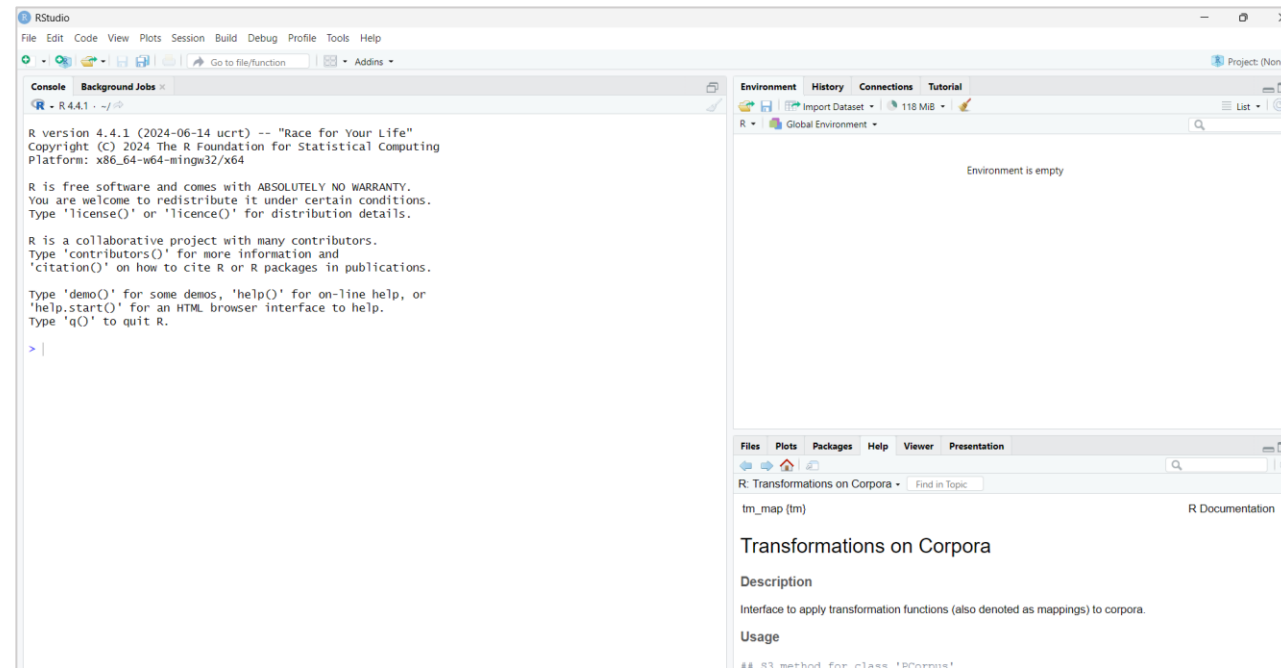 RStudio
File Edit Code View Plots Session Build Debug Profile Tools Help
Go to file/function Addins
Project: (Non
Console Background Jobs
R 4.4.1 · ~/
R version 4.4.1 (2024-06-14 ucrt) -- "Race for Your Life"
Copyright (C) 2024 The R Foundation for Statistical Computing
Platform: x86_64-w64-mingw32/x64
R is free software and comes with ABSOLUTELY NO WARRANTY.
You are welcome to redistribute it under certain conditions.
Type 'license()' or 'licence()' for distribution details.
R is a collaborative project with many contributors.
Type 'contributors()' for more information and
'citation()' on how to cite R or R packages in publications.
Type 'demo()' for some demos, 'help()' for on-line help, or
'help.start()' for an HTML browser interface to help.
Type 'q()' to quit R.
>
Environment History Connections Tutorial
Import Dataset 118 MiB List
R Global Environment
Environment is empty
Files Plots Packages Help Viewer Presentation
R: Transformations on Corpora Find in Topic
tm_map {tm} R Documentation
Transformations on Corpora
Description
Interface to apply transformation functions (also denoted as mappings) to corpora.
Usage
## S3 method for class 'PCorpus'